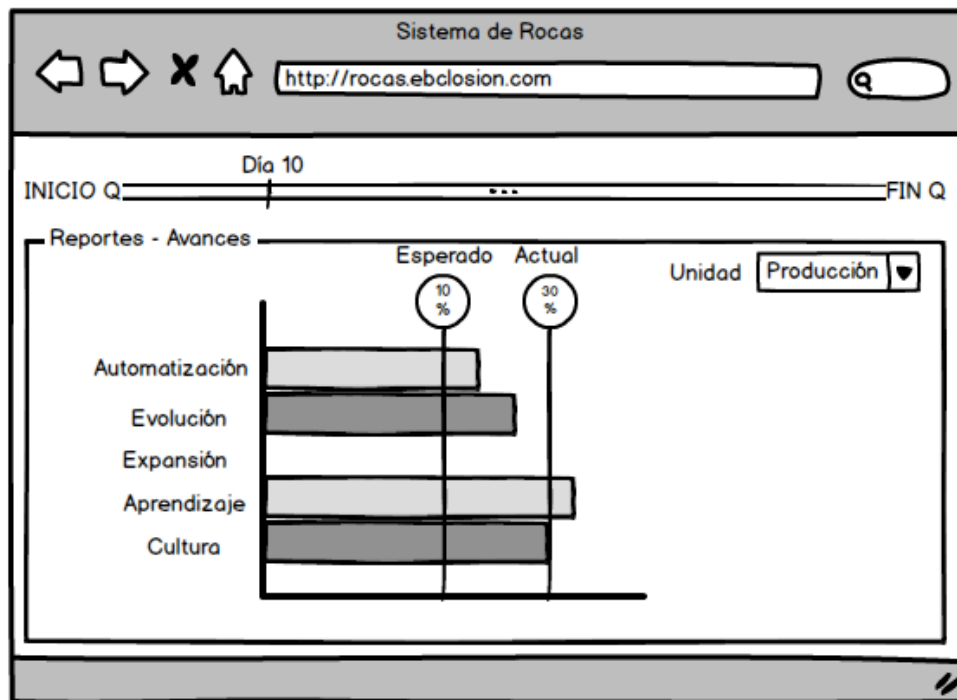 Sistema de Rocas
http://rocas.ebclosion.com
Día 10
INICIO Q
...
FIN Q
Reportes - Avances
Esperado
Actual
Unidad
Producción
10
%
30
%
Automatización
Evolución
Expansión
Aprendizaje
Cultura